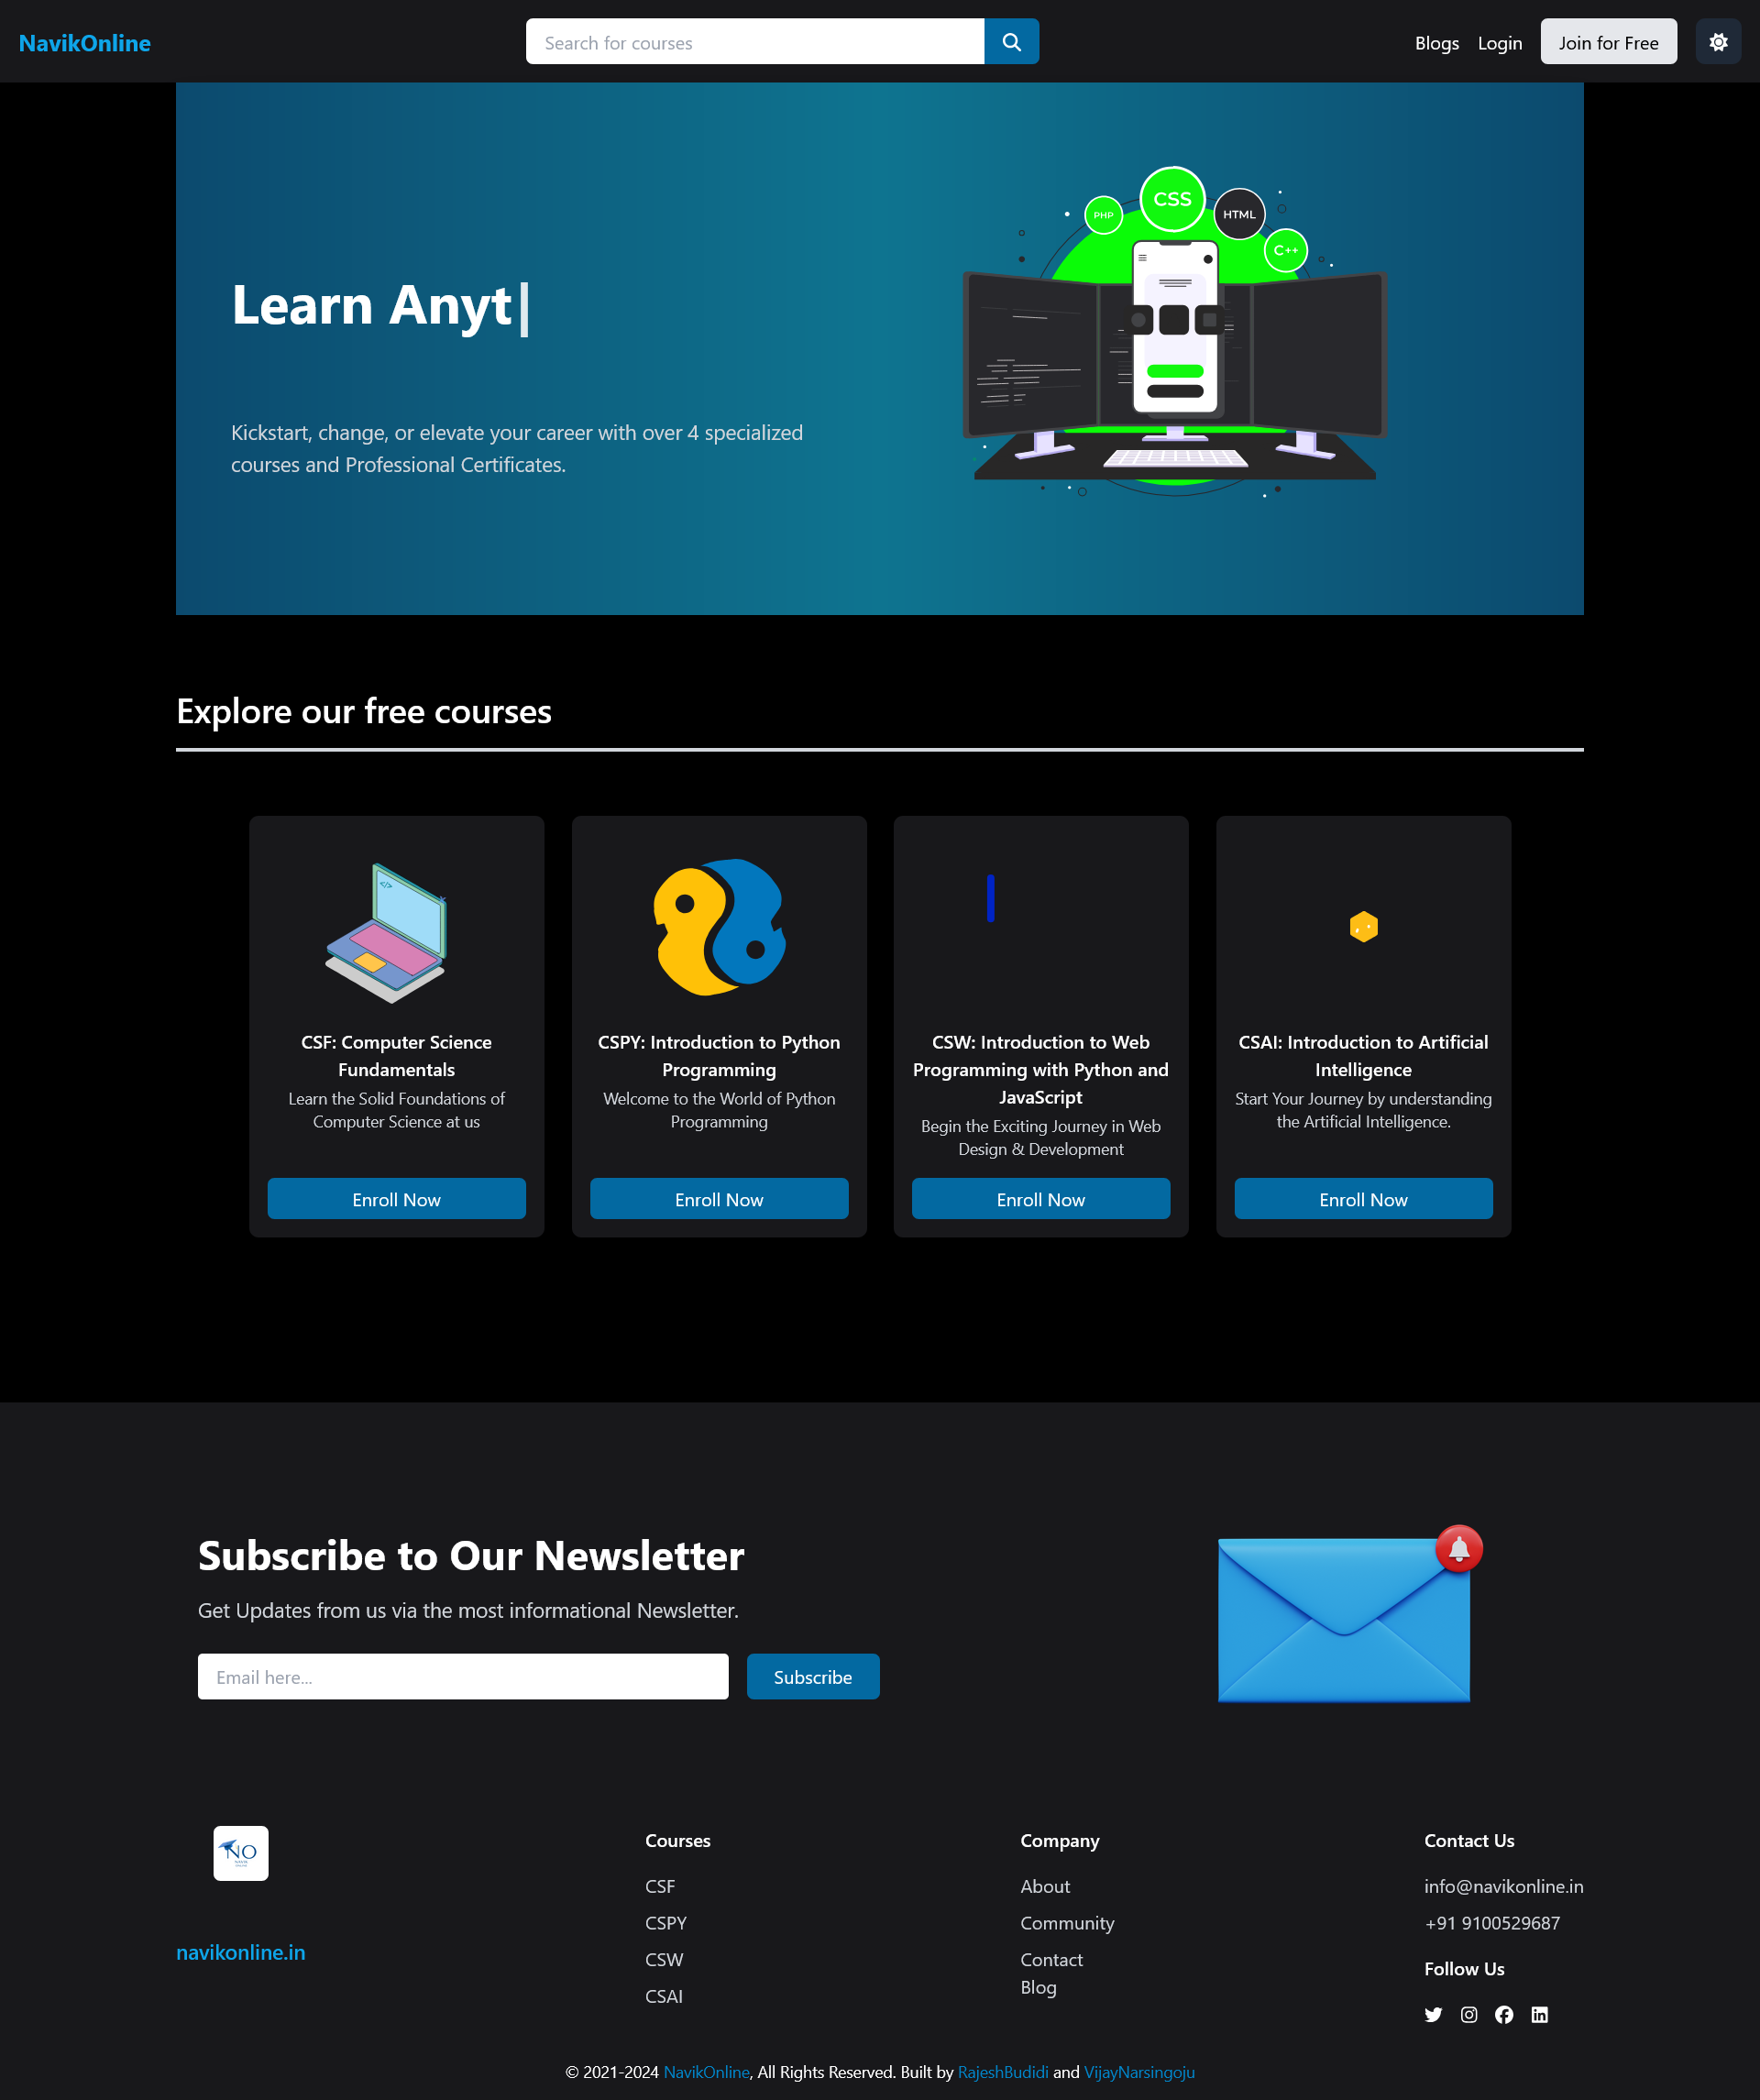 NavikOnline
Search for courses
Blogs
Login
Join for Free
Learn Anyt
Kickstart, change, or elevate your career with over 4 specialized
courses and Professional Certificates.
PHP
CSS
HTML
C++
Explore our free courses
</>
CSF: Computer Science
Fundamentals
Learn the Solid Foundations of
Computer Science at us
Enroll Now
CSPY: Introduction to Python
Programming
Welcome to the World of Python
Programming
Enroll Now
CSW: Introduction to Web
Programming with Python and
JavaScript
Begin the Exciting Journey in Web
Design & Development
Enroll Now
CSAI: Introduction to Artificial
Intelligence
Start Your Journey by understanding
the Artificial Intelligence.
Enroll Now
Subscribe to Our Newsletter
Get Updates from us via the most informational Newsletter.
Email here...
Subscribe
NO
navikonline.in
Courses
CSF
CSPY
CSW
CSAI
Company
About
Community
Contact
Blog
Contact Us
info@navikonline.in
+91 9100529687
Follow Us
© 2021-2024 NavikOnline, All Rights Reserved. Built by RajeshBudidi and VijayNarsingoju